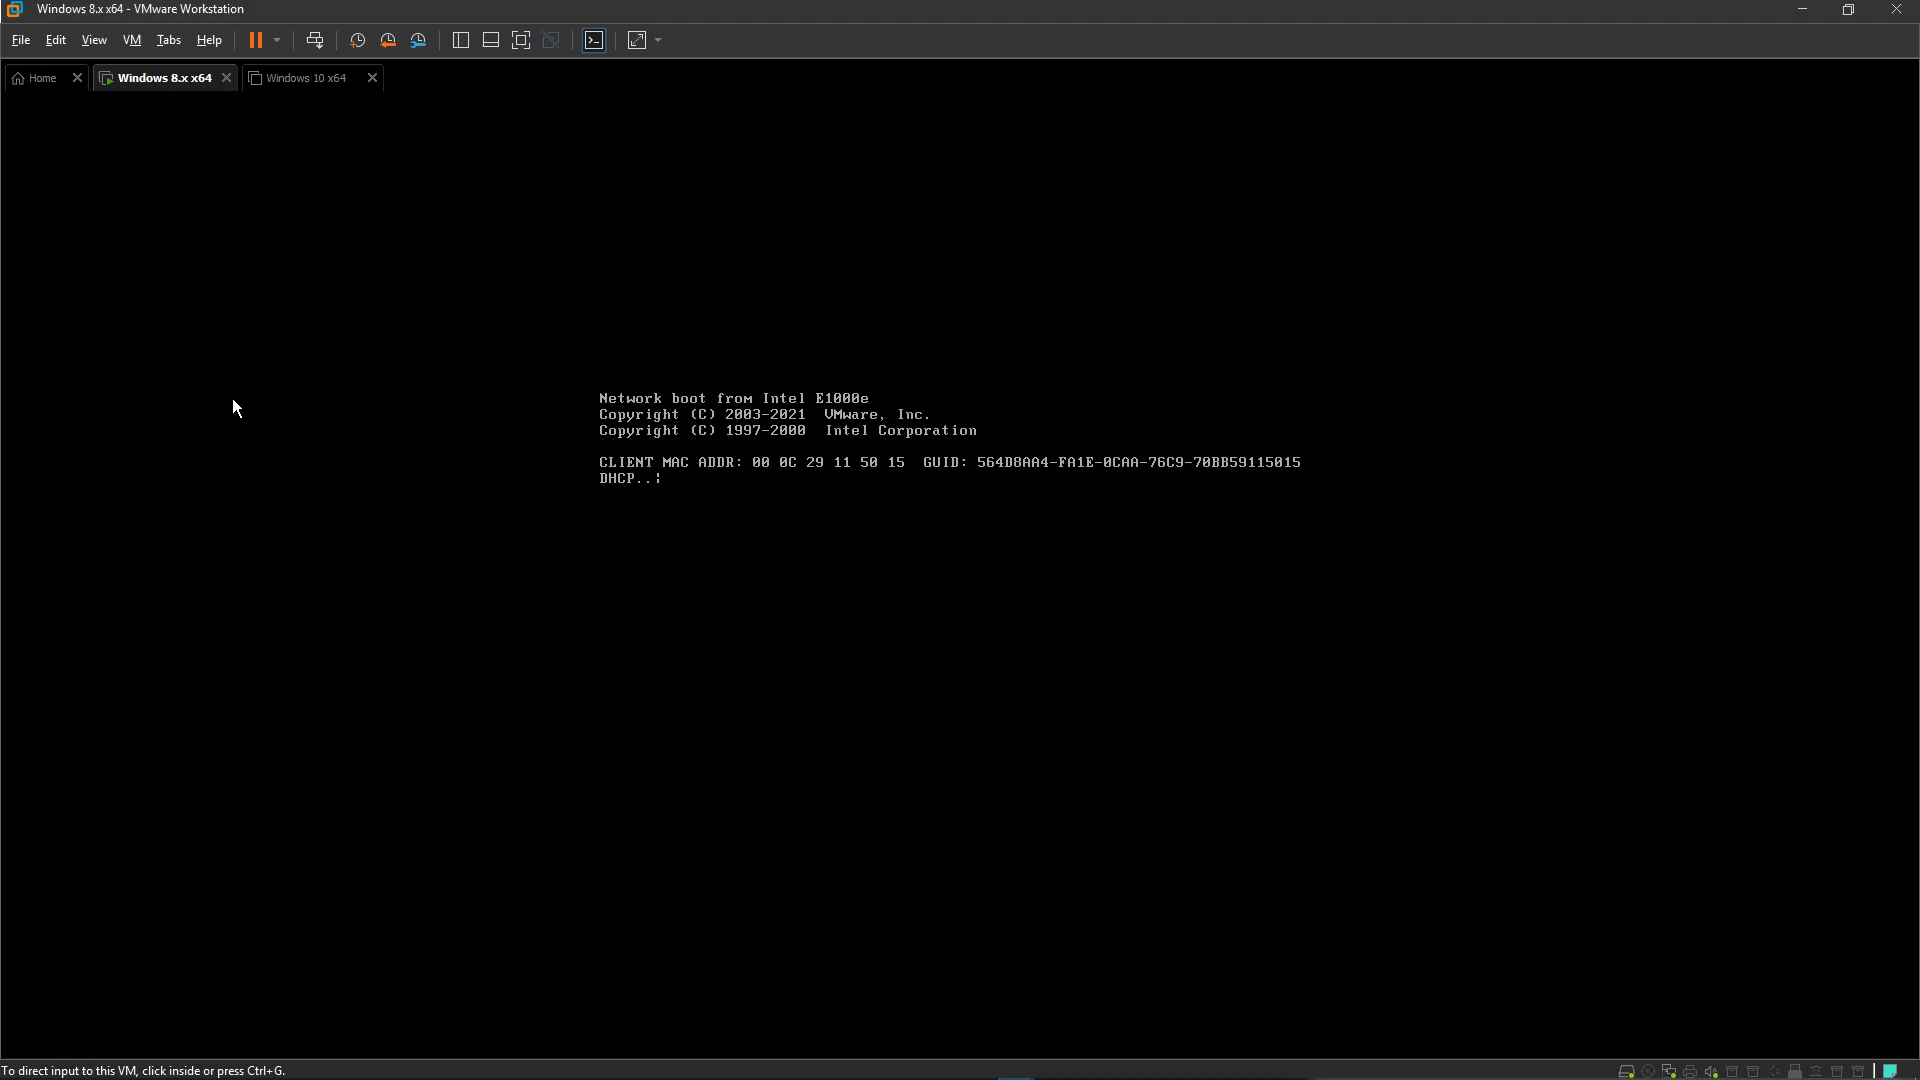 Windows 8.x x64 - VMware Workstation
File Edit View VM Tabs Help
Home Windows 8.x x64 Windows 10 x64
Network boot from Intel E1000e
Copyright (C) 2003-2021 VMware, Inc.
Copyright (C) 1997-2000 Intel Corporation
CLIENT MAC ADDR: 00 0C 29 11 50 15 GUID: 564D8AA4-FA1E-0CAA-76C9-70BB59115015
DHCP..¦
To direct input to this VM, click inside or press Ctrl+G.